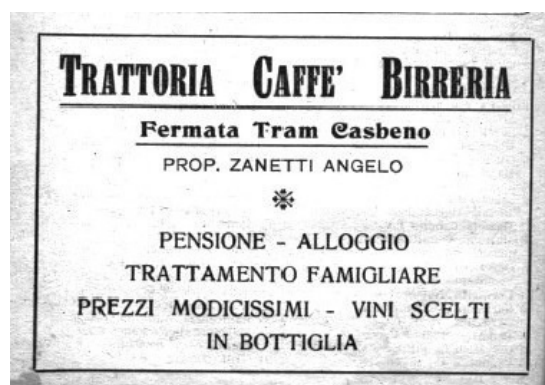 TRATTORIA CAFFE' BIRRERIA
Fermata Tram Casbeno
PROP. ZANETTI ANGELO
PENSIONE - ALLOGGIO
TRATTAMENTO FAMIGLIARE
PREZZI MODICISSIMI - VINI SCELTI
IN BOTTIGLIA